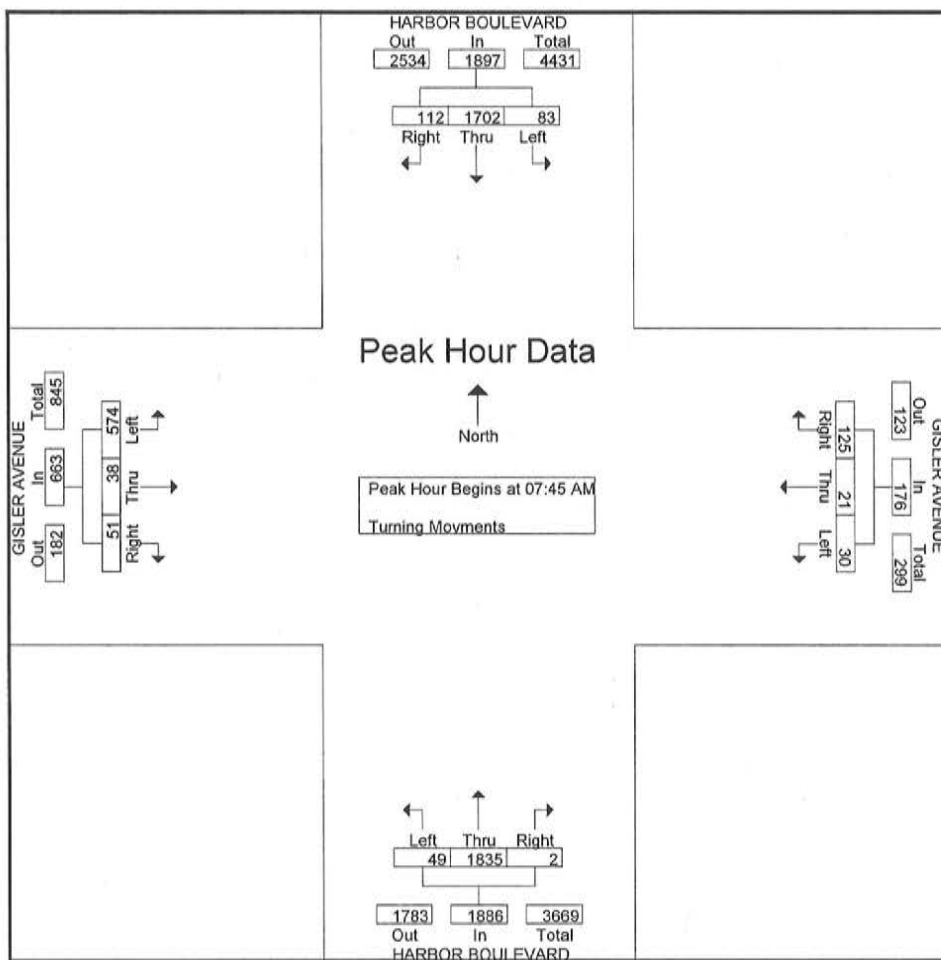 HARBOR BOULEVARD
Out In Total
2534 1897 4431
112 1702 83
Right Thru Left
Peak Hour Data
North
Peak Hour Begins at 07:45 AM
Turning Movments
GISLER AVENUE
Out In Total
182 663 845
51 38 574
Right Thru Left
GISLER AVENUE
Out In Total
123 176 299
125 21 30
Right Thru Left
Left Thru Right
49 1835 2
1783 1886 3669
Out In Total
HARBOR BOULEVARD